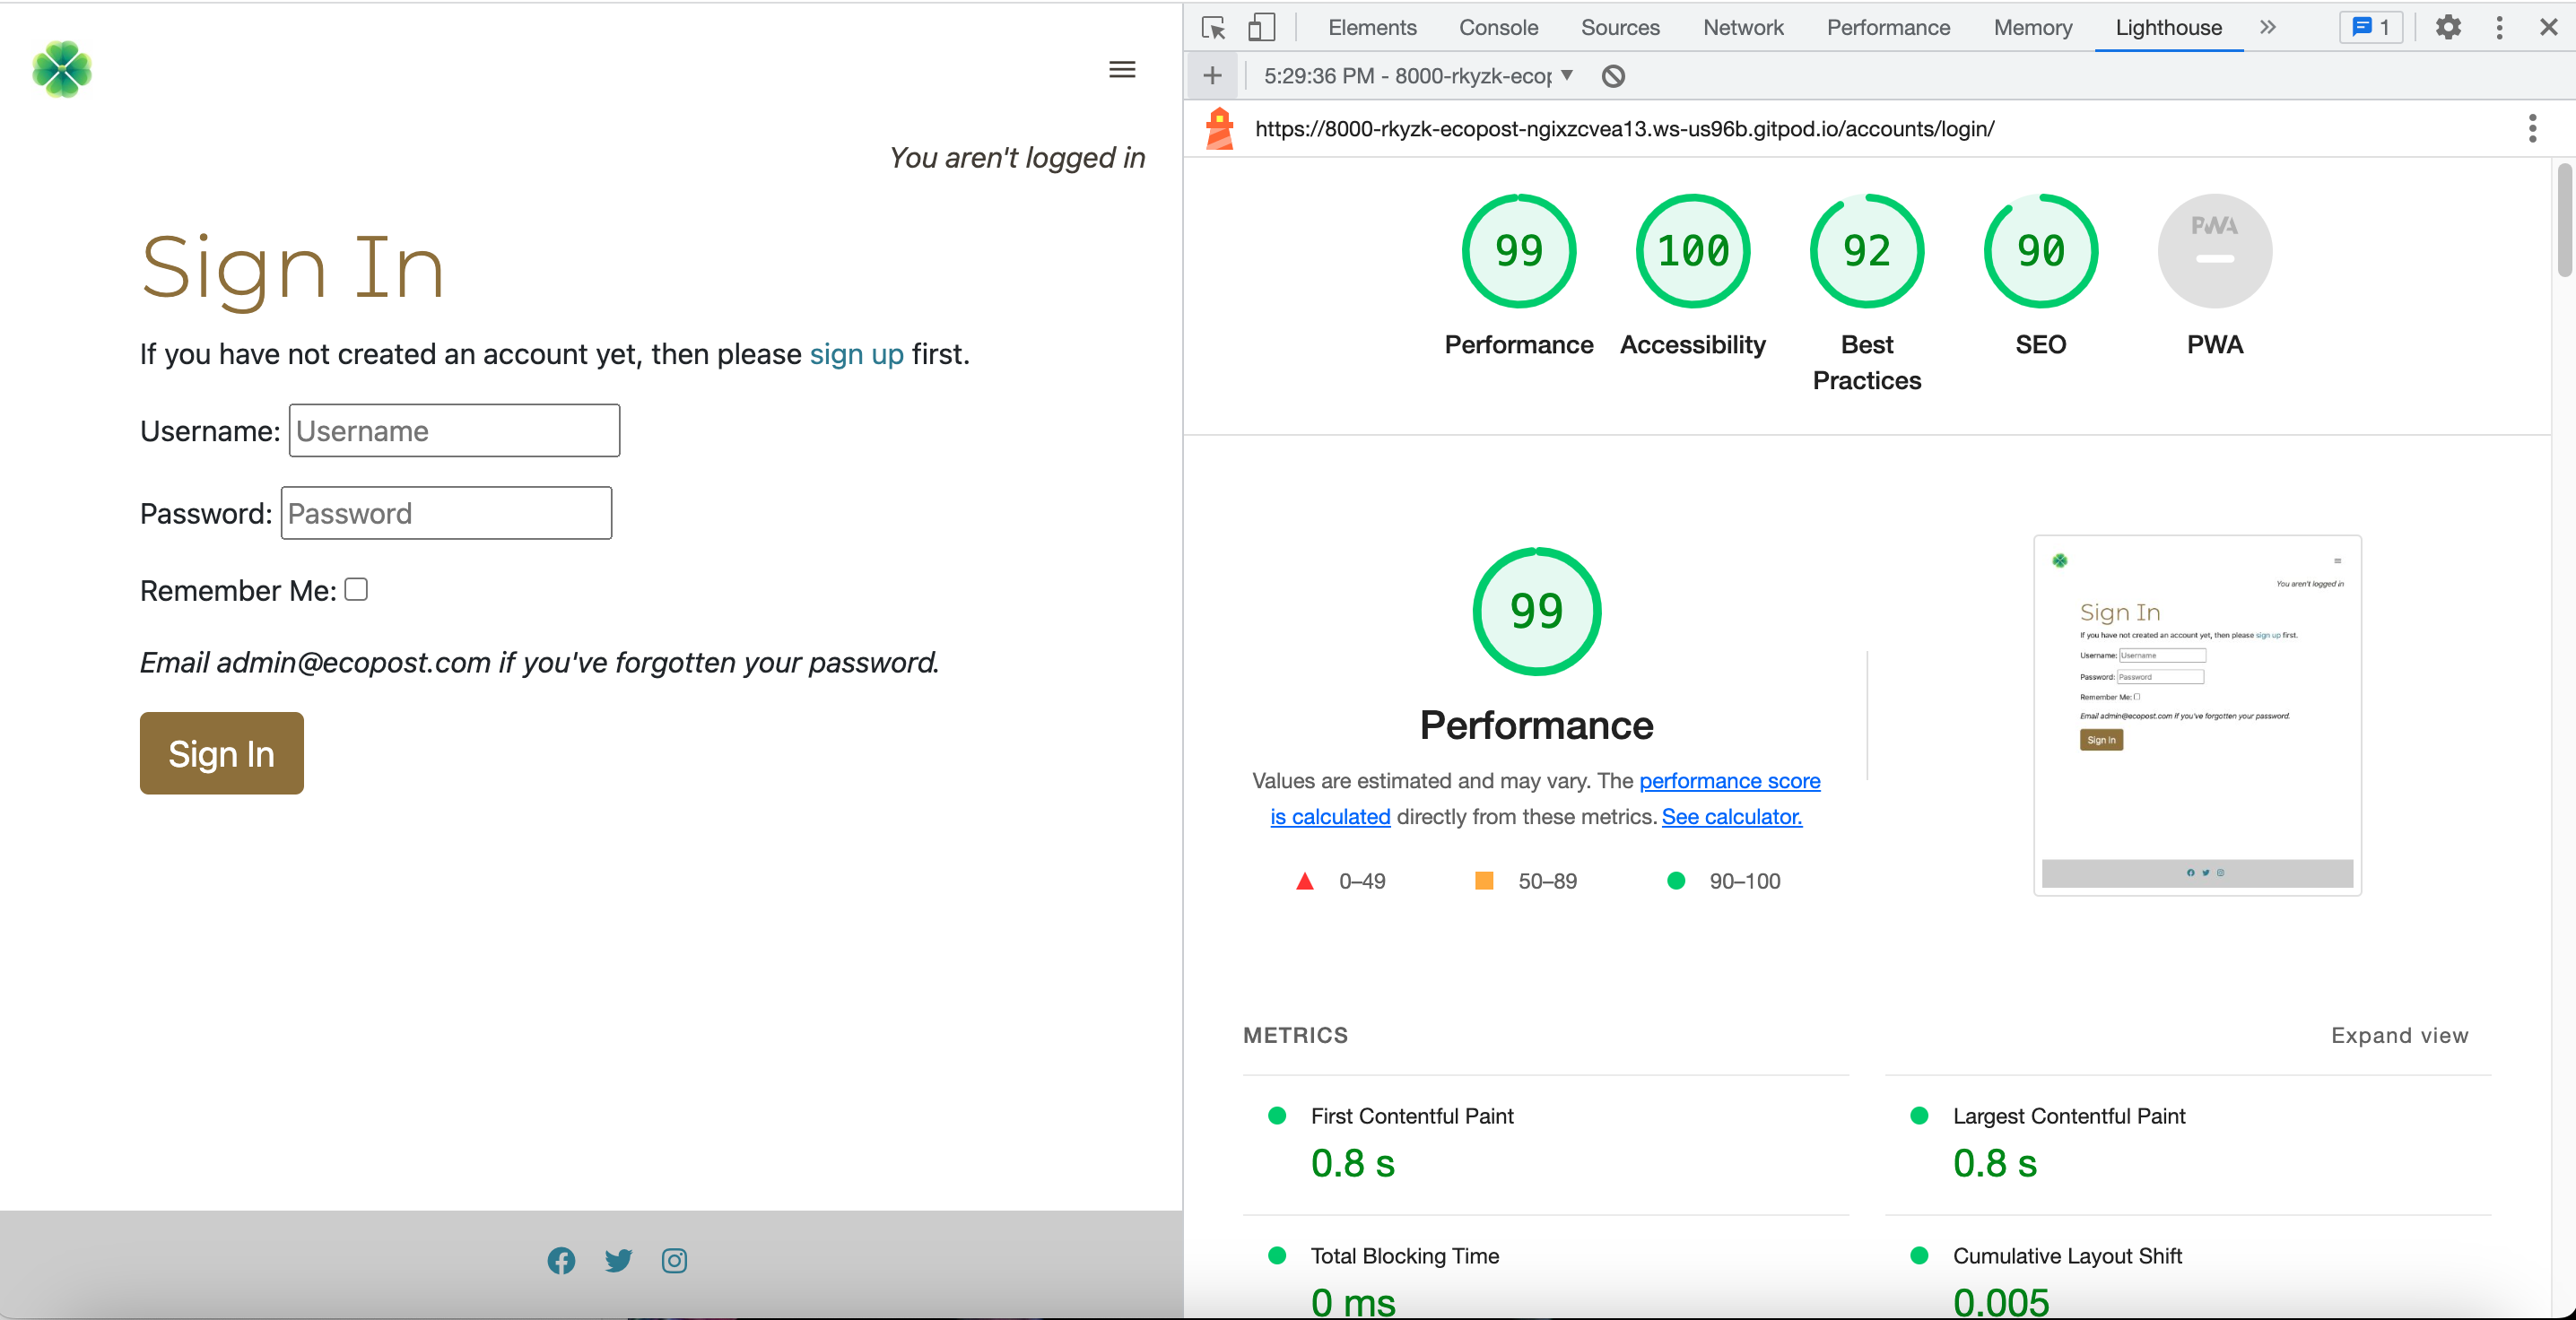 You aren't logged in
Sign In
If you have not created an account yet, then please sign up first.
Username: Username
Password: Password
Remember Me:
Email admin@ecopost.com if you've forgotten your password.
Sign In
Elements Console Sources Network Performance Memory Lighthouse » 1
5:29:36 PM - 8000-rkyzk-ecop
https://8000-rkyzk-ecopost-ngixzcvea13.ws-us96b.gitpod.io/accounts/login/
99 100 92 90 PWA
Performance Accessibility Best Practices SEO PWA
99
Performance
Values are estimated and may vary. The performance score
is calculated directly from these metrics. See calculator.
0–49 50–89 90–100
You aren't logged in
Sign In
If you have not created an account yet, then please sign up first.
Username: Username
Password: Password
Remember Me:
Email admin@ecopost.com if you've forgotten your password.
Sign In
METRICS Expand view
First Contentful Paint
0.8 s
Largest Contentful Paint
0.8 s
Total Blocking Time
0 ms
Cumulative Layout Shift
0.005